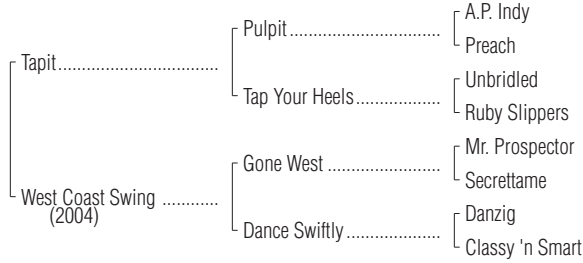 A.P. Indy
Pulpit
Preach
Tapit
Unbridled
Tap Your Heels
Ruby Slippers
Mr. Prospector
Gone West
Secrettame
West Coast Swing
(2004)
Danzig
Dance Swiftly
Classy 'n Smart